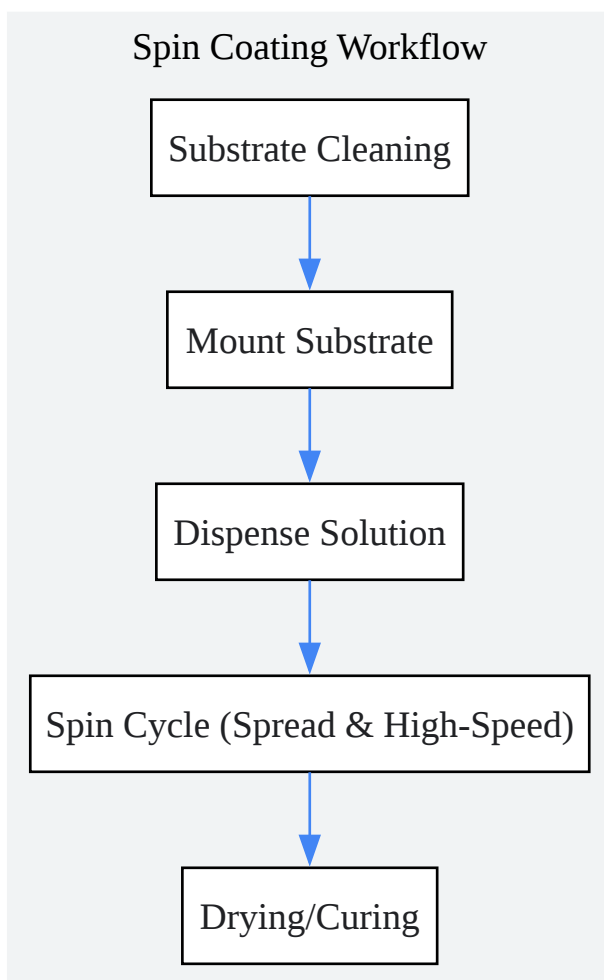 Spin Coating Workflow
Substrate Cleaning
Mount Substrate
Dispense Solution
Spin Cycle (Spread & High-Speed)
Drying/Curing